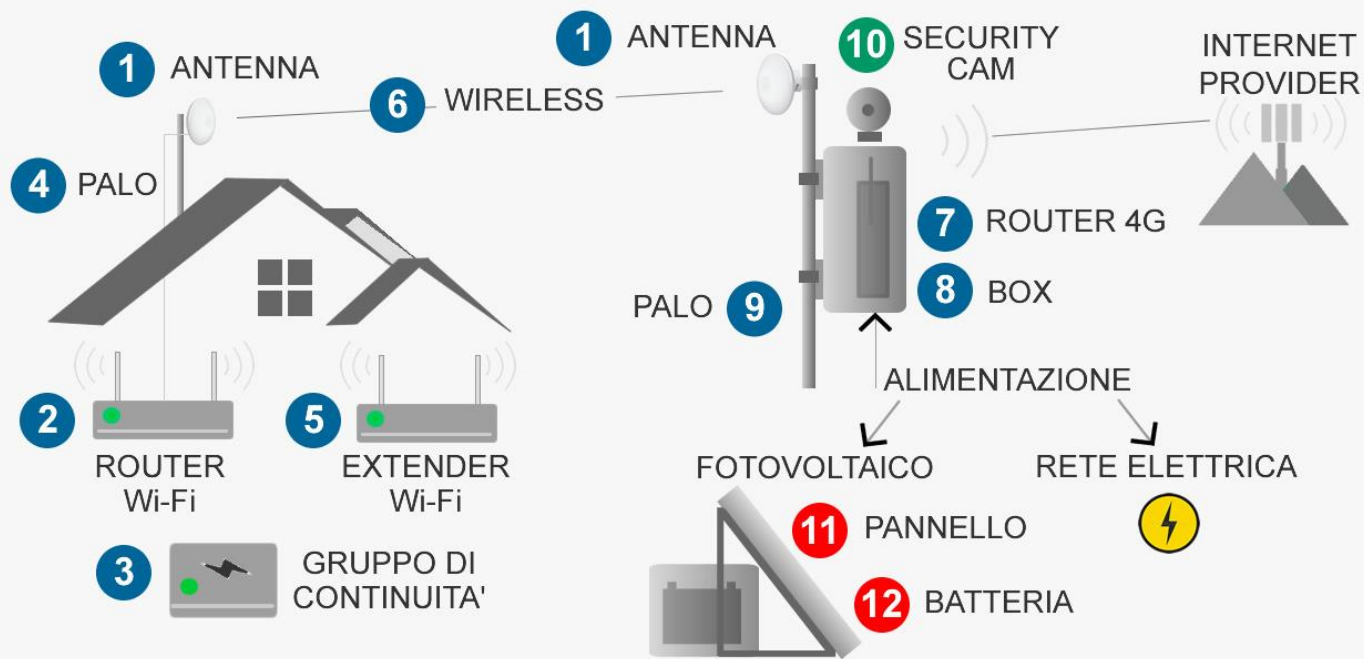 1 ANTENNA
6 WIRELESS
1 ANTENNA
10 SECURITY
CAM
INTERNET
PROVIDER
4 PALO
7 ROUTER 4G
8 BOX
PALO 9
ALIMENTAZIONE
2
ROUTER
Wi-Fi
5
EXTENDER
Wi-Fi
FOTOVOLTAICO
RETE ELETTRICA
3 GRUPPO DI
CONTINUITA'
11 PANNELLO
12 BATTERIA